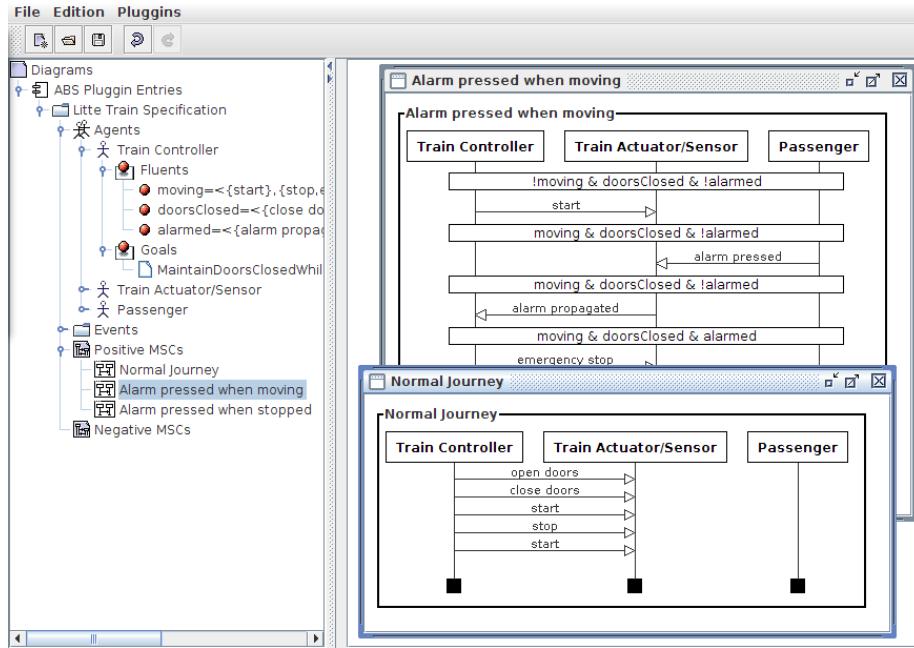 File Edition Pluggins
Diagrams
ABS Pluggin Entries
Litte Train Specification
Agents
Train Controller
Fluents
moving=<{start},{stop,e
doorsClosed=<{close do
alarmed=<{alarm propa
Goals
MaintainDoorsClosedWhil
Train Actuator/Sensor
Passenger
Events
Positive MSCs
Normal Journey
Alarm pressed when moving
Alarm pressed when stopped
Negative MSCs
Alarm pressed when moving
Alarm pressed when moving
Train Controller Train Actuator/Sensor Passenger
!moving & doorsClosed & !alarmed
start
moving & doorsClosed & !alarmed
alarm pressed
moving & doorsClosed & !alarmed
alarm propagated
moving & doorsClosed & alarmed
emergency stop
Normal Journey
Normal Journey
Train Controller Train Actuator/Sensor Passenger
open doors
close doors
start
stop
start